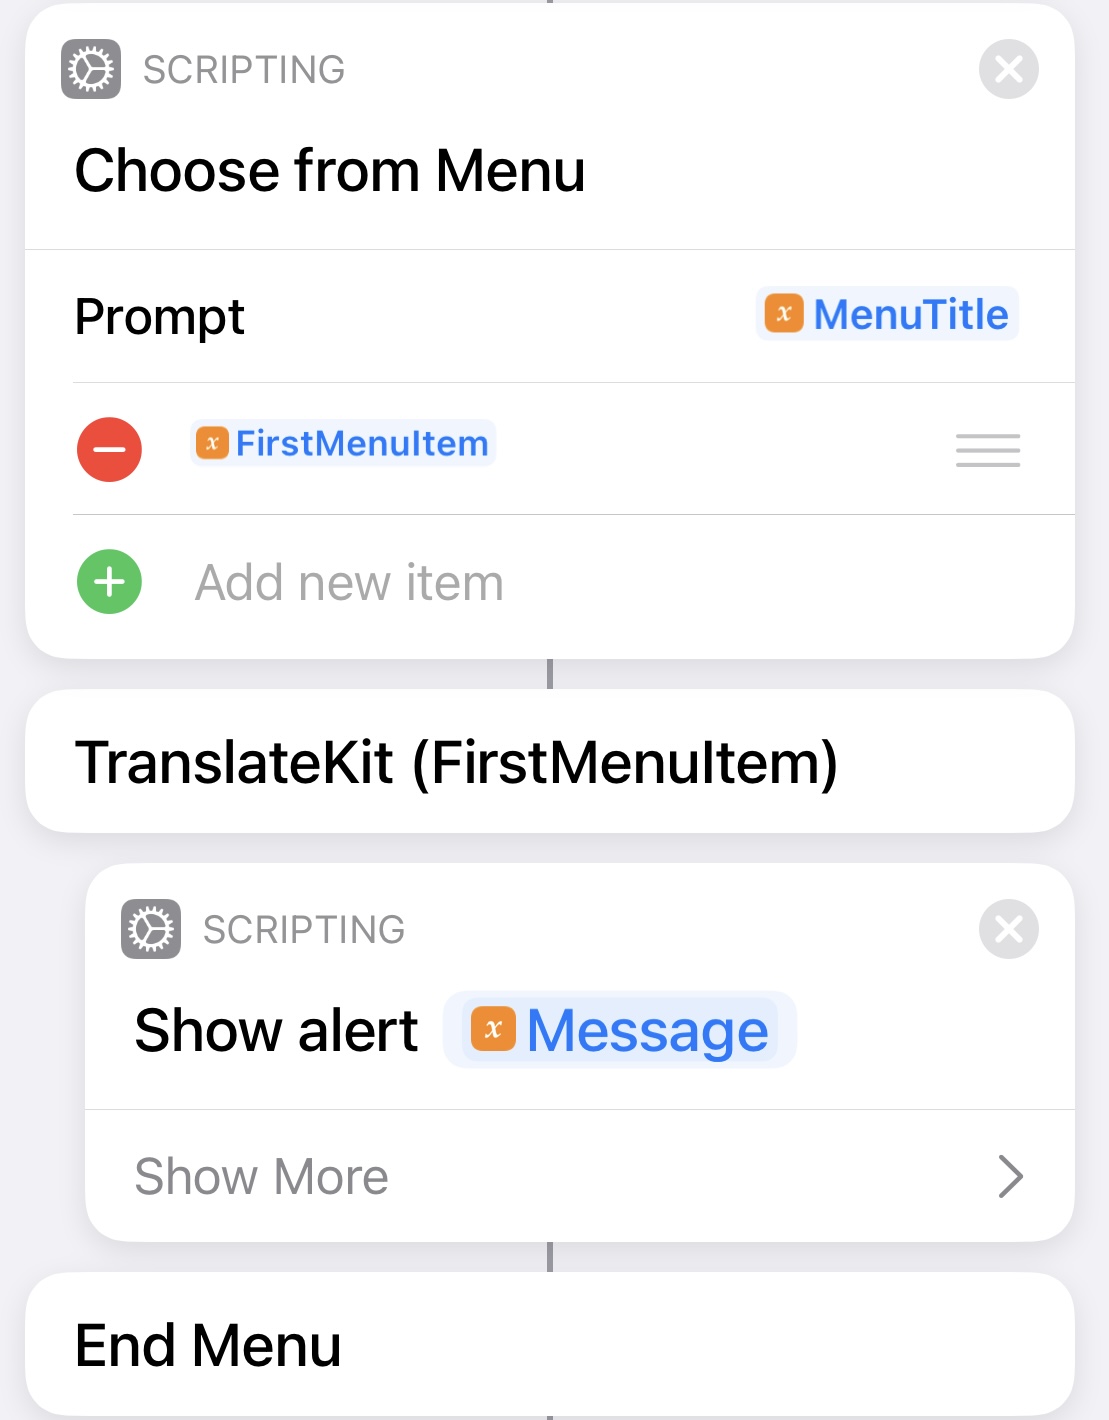 SCRIPTING
Choose from Menu
Prompt
x MenuTitle
x FirstMenuItem
Add new item
TranslateKit (FirstMenuItem)
SCRIPTING
Show alert x Message
Show More
End Menu